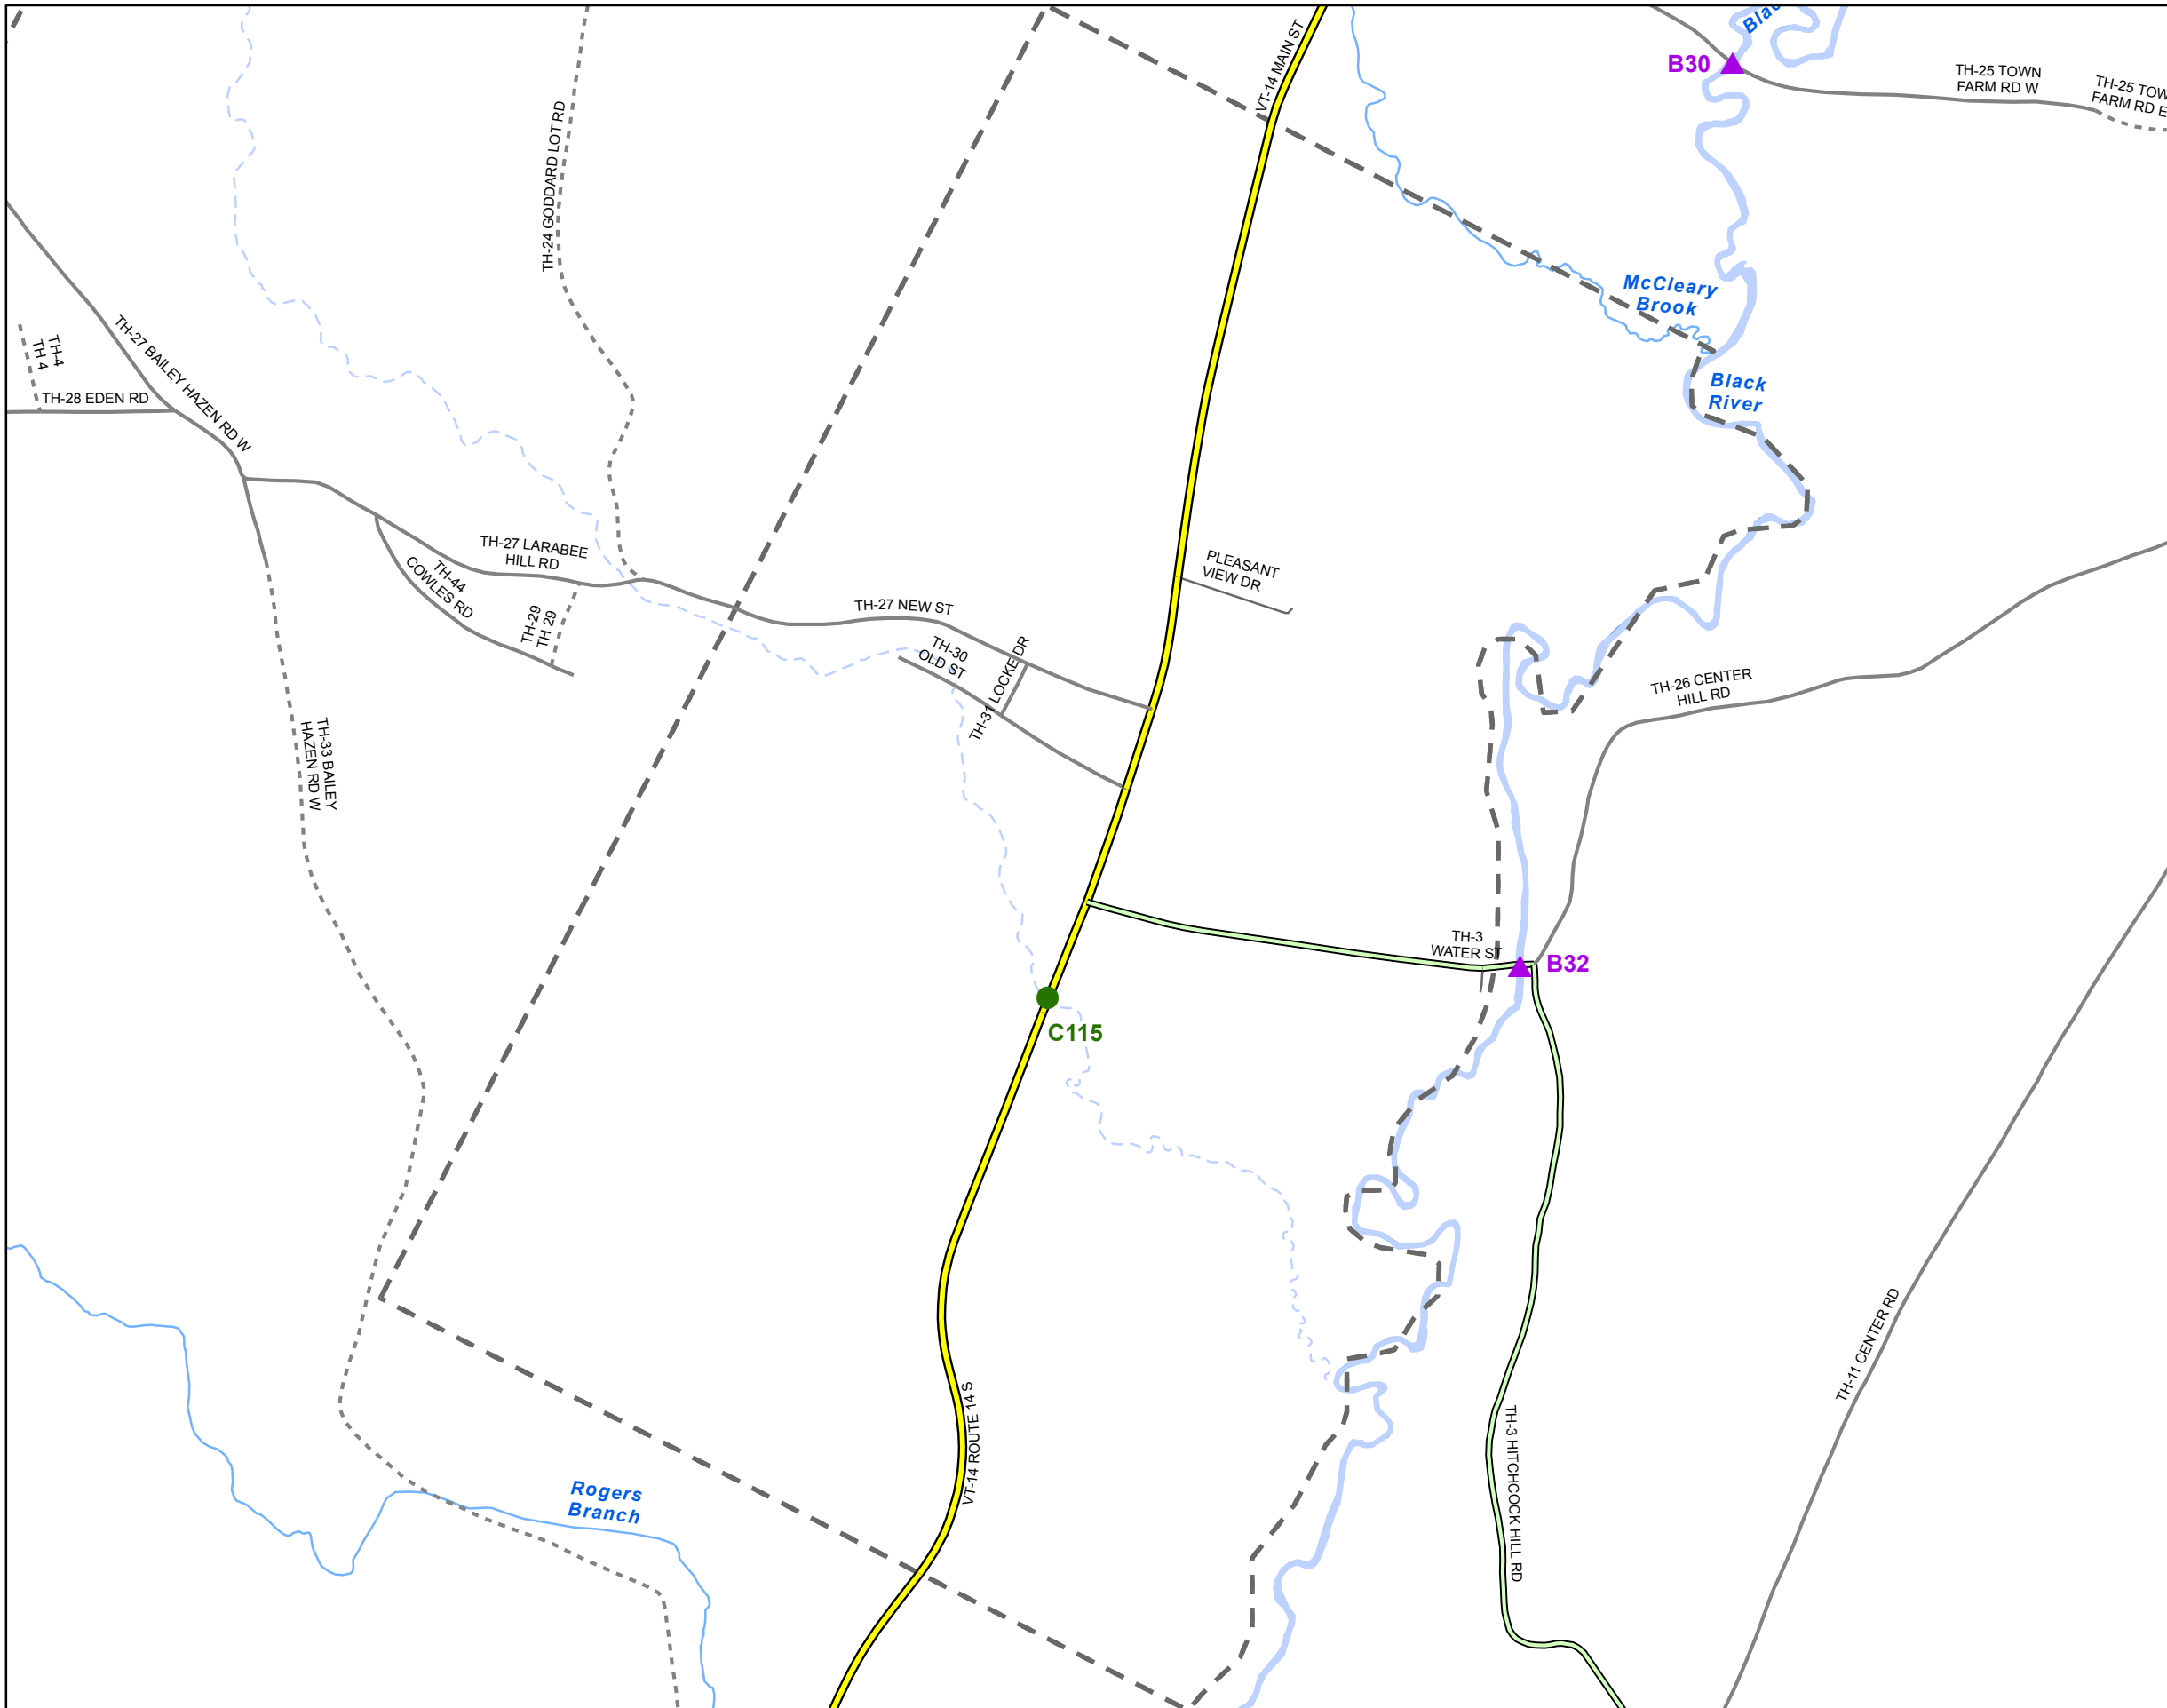 Blac
VT-14 MAIN ST
B30
TH-25 TOWN
FARM RD W
TH-25 TOW
FARM RD E
TH-24 GODDARD LOT RD
McCleary
Brook
TH-4
TH 4
TH-27 BAILEY HAZEN RD W
TH-28 EDEN RD
Black
River
TH-27 LARABEE
HILL RD
TH-44
COWLES RD
TH-29
TH 29
PLEASANT
VIEW DR
TH-27 NEW ST
TH-30
OLD ST
TH-31 LOCKE DR
TH-26 CENTER
HILL RD
TH-33 BAILEY
HAZEN RD W
TH-3
WATER ST
B32
C115
TH-11 CENTER RD
VT-14 ROUTE 14 S
TH-3 HITCHCOCK HILL RD
Rogers
Branch